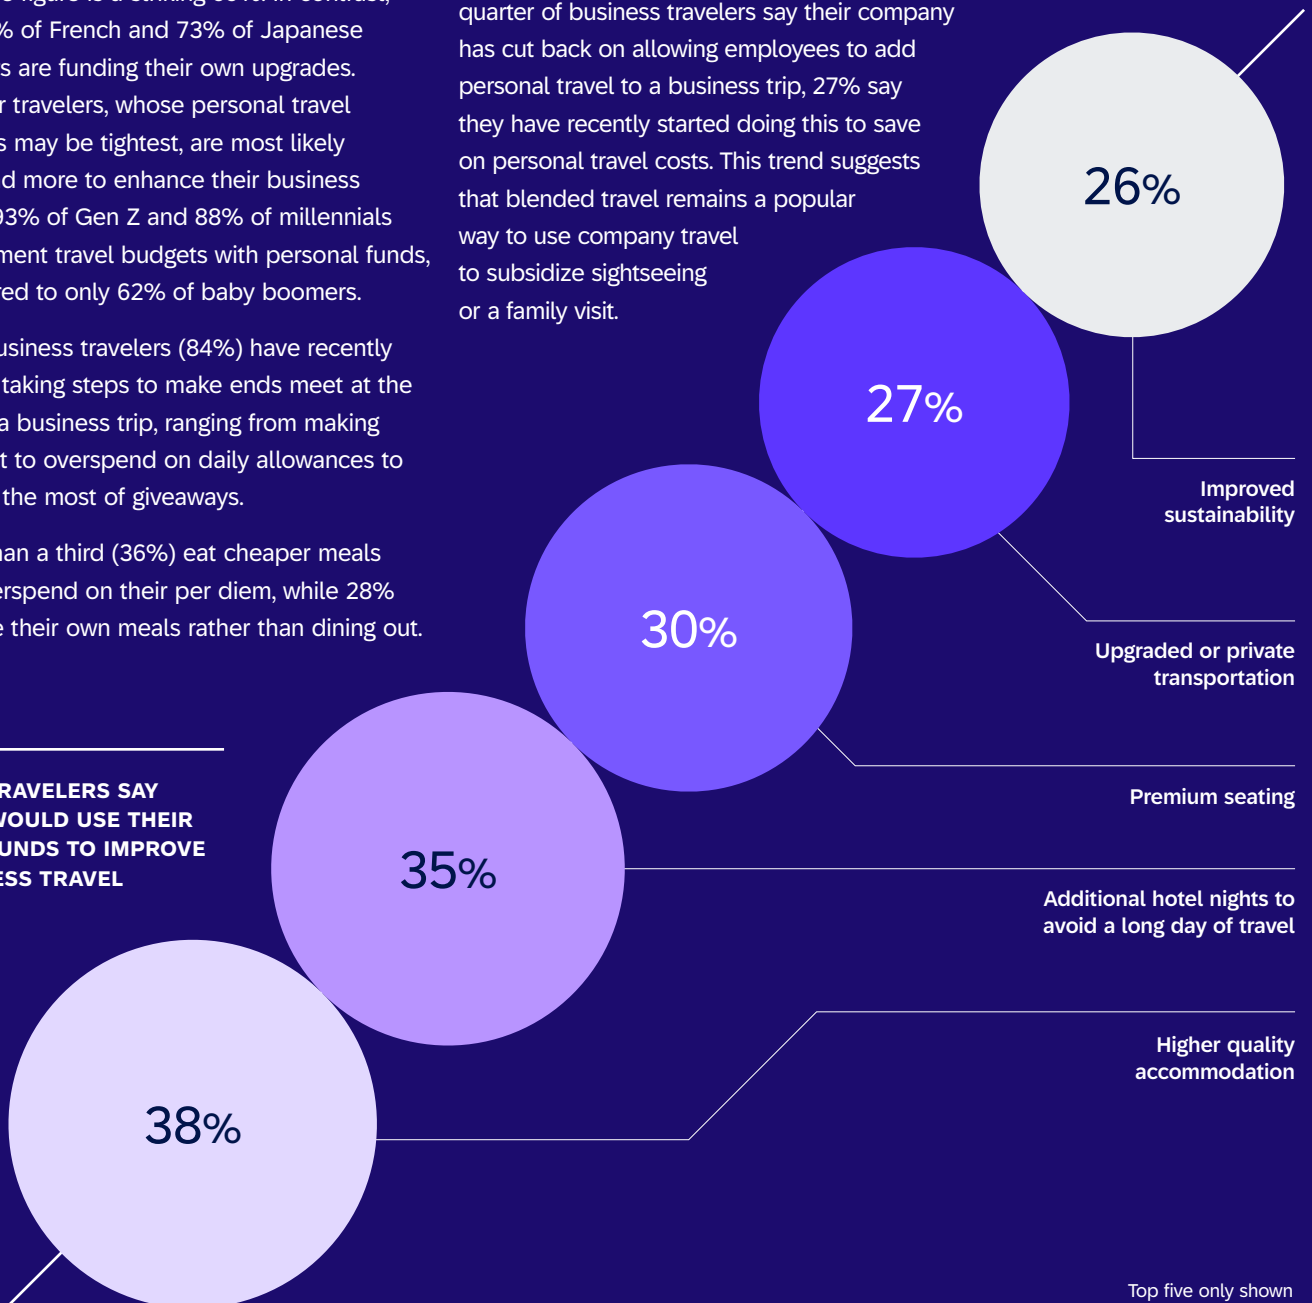 % of French and 73% of Japanese
s are funding their own upgrades.
r travelers, whose personal travel
s may be tightest, are most likely
d more to enhance their business
93% of Gen Z and 88% of millennials
ment travel budgets with personal funds,
red to only 62% of baby boomers.
usiness travelers (84%) have recently
taking steps to make ends meet at the
a business trip, ranging from making
t to overspend on daily allowances to
the most of giveaways.
han a third (36%) eat cheaper meals
erspend on their per diem, while 28%
e their own meals rather than dining out.
quarter of business travelers say their company
has cut back on allowing employees to add
personal travel to a business trip, 27% say
they have recently started doing this to save
on personal travel costs. This trend suggests
that blended travel remains a popular
way to use company travel
to subsidize sightseeing
or a family visit.
RAVELERS SAY
WOULD USE THEIR
UNDS TO IMPROVE
ESS TRAVEL
26%
Improved
sustainability
27%
Upgraded or private
transportation
30%
Premium seating
35%
Additional hotel nights to
avoid a long day of travel
38%
Higher quality
accommodation
Top five only shown